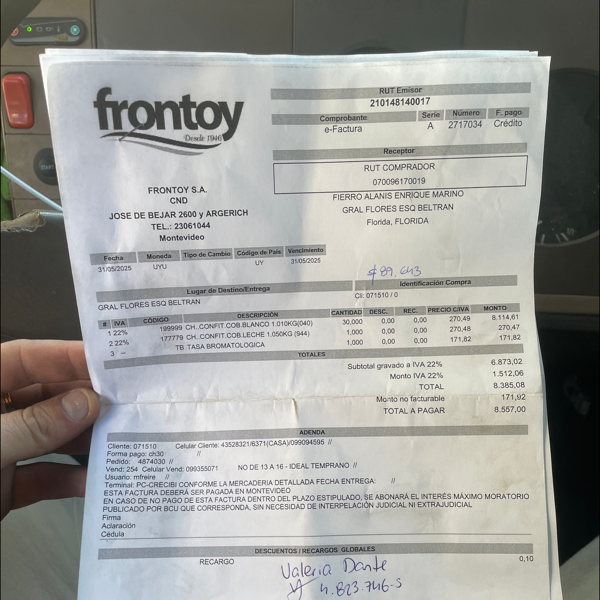 frontoy
Desde 1946
RUT Emisor
210148140017
Comprobante Serie Número F. pago
e-Factura A 2717034 Crédito
Receptor
RUT COMPRADOR
070096170019
FIERRO ALANIS ENRIQUE MARINO
GRAL FLORES ESQ BELTRAN
Florida, FLORIDA
FRONTOY S.A.
CND
JOSE DE BEJAR 2600 y ARGERICH
TEL.: 23061044
Montevideo
Fecha Moneda Tipo de Cambio Código de País Vencimiento
31/05/2025 UYU UY 31/05/2025
$89.643
Lugar de Destino/Entrega Identificación Compra
GRAL FLORES ESQ BELTRAN CI: 071510 / 0
# IVA CÓDIGO DESCRIPCIÓN CANTIDAD DESC. REC. PRECIO C/IVA MONTO
1 22% 199999 CH..CONFIT.COB.BLANCO 1.010KG(040) 30,000 0,00 0,00 270,49 8.114,61
2 22% 177779 CH..CONFIT.COB.LECHE 1.050KG (944) 1,000 0,00 0,00 270,48 270,47
3 -- TB TASA BROMATOLOGICA 1,000 0,00 0,00 171,82 171,82
TOTALES
Subtotal gravado a IVA 22% 6.873,02
Monto IVA 22% 1.512,06
TOTAL 8.385,08
Monto no facturable 171,92
TOTAL A PAGAR 8.557,00
ADENDA
Cliente: 071510 Celular Cliente: 43528321/6371(CASA)/099094595 //
Forma pago: ch30 //
Pedido: 4874030 //
Vend: 254 Celular Vend: 099355071 NO DE 13 A 16 - IDEAL TEMPRANO //
Usuario: mfreire //
Terminal: PC-CRECIBI CONFORME LA MERCADERIA DETALLADA FECHA ENTREGA: //
ESTA FACTURA DEBERÁ SER PAGADA EN MONTEVIDEO
EN CASO DE NO PAGO DE ESTA FACTURA DENTRO DEL PLAZO ESTIPULADO, SE ABONARÁ EL INTERÉS MÁXIMO MORATORIO
PUBLICADO POR BCU QUE CORRESPONDA, SIN NECESIDAD DE INTERPELACIÓN JUDICIAL NI EXTRAJUDICIAL
Firma
Aclaración
Cédula
DESCUENTOS / RECARGOS GLOBALES
RECARGO 0,10
Valeria Dante
4.823.746-5